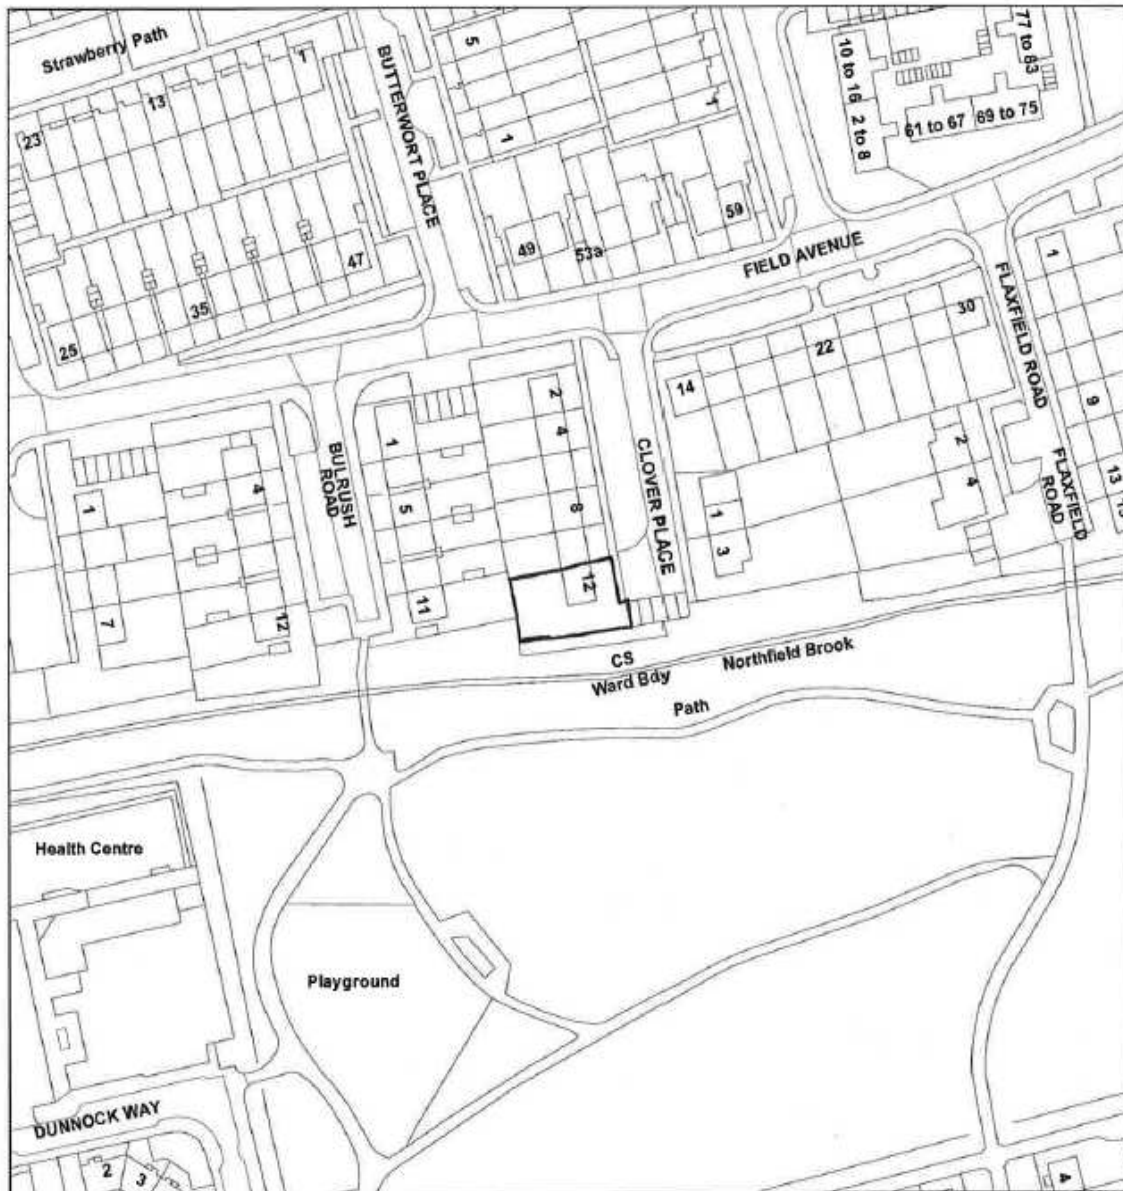 Strawberry Path
1
13
23
BUTTERWORT PLACE
5
1
1
10 to 16
2 to 8
77 to 83
61 to 67
69 to 75
49
53a
59
47
35
25
FIELD AVENUE
FLAXFIELD ROAD
1
9
13
30
22
14
2
4
BULRUSH
ROAD
1
5
11
2
4
8
12
CLOVER PLACE
1
3
FLAXFIELD
ROAD
1
7
4
12
CS
Ward Bdy
Northfield Brook
Path
Health Centre
Playground
DUNNOCK WAY
2
3
4